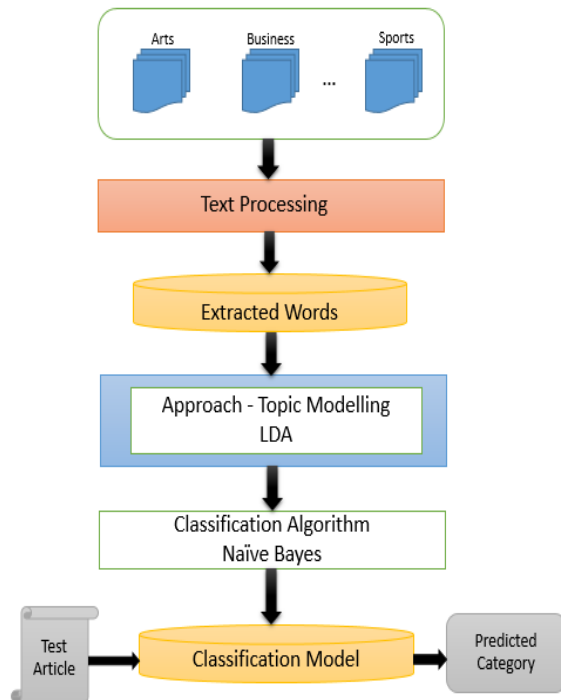 Arts
Business
Sports
...
Text Processing
Extracted Words
Approach - Topic Modelling
LDA
Classification Algorithm
Naïve Bayes
Test
Article
Classification Model
Predicted
Category